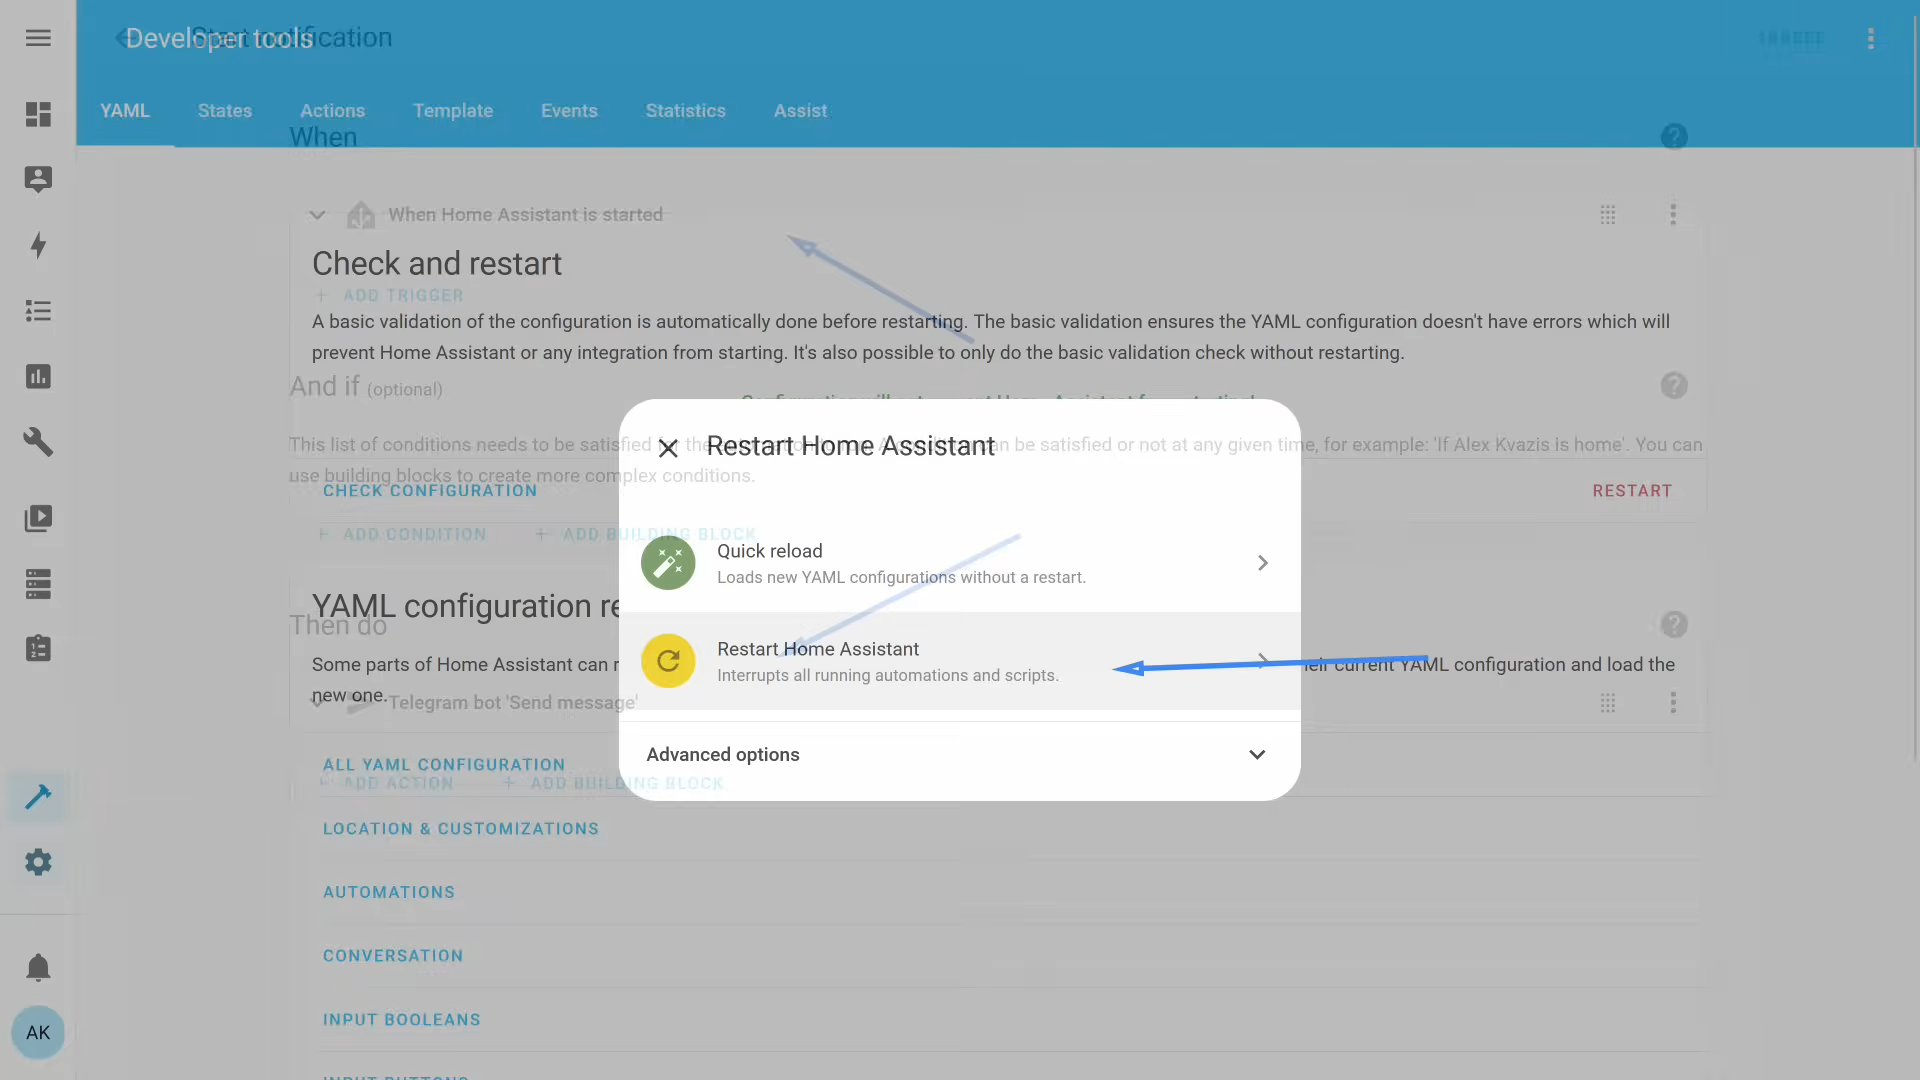 Developer tools
Start notification
YAML States Actions Template Events Statistics Assist
When
When Home Assistant is started
Check and restart
+ ADD TRIGGER
A basic validation of the configuration is automatically done before restarting. The basic validation ensures the YAML configuration doesn't have errors which will
prevent Home Assistant or any integration from starting. It's also possible to only do the basic validation check without restarting.
And if (optional)
Restart Home Assistant
This list of conditions needs to be satisfied for the be satisfied or not at any given time, for example: 'If Alex Kvazis is home'. You can
use building blocks to create more complex conditions.
CHECK CONFIGURATION
RESTART
+ ADD CONDITION + ADD BUILDING BLOCK
Quick reload
Loads new YAML configurations without a restart.
YAML configuration re
Then do
Restart Home Assistant
Interrupts all running automations and scripts.
Some parts of Home Assistant can r eir current YAML configuration and load the
new one.
Telegram bot 'Send message'
Advanced options
ALL YAML CONFIGURATION
+ ADD ACTION + ADD BUILDING BLOCK
LOCATION & CUSTOMIZATIONS
AUTOMATIONS
CONVERSATION
INPUT BOOLEANS
INPUT BUTTONS
AK